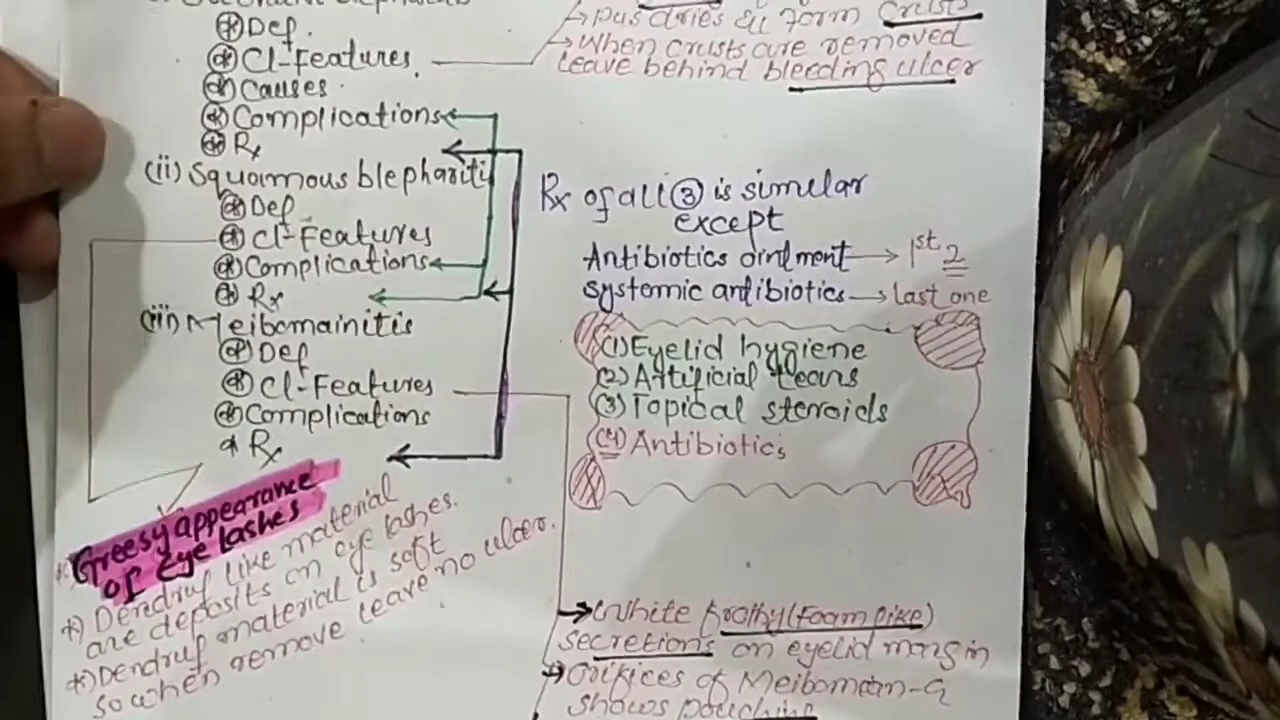 → Pus dries & form Crusts
⊛ Def.
⊛ Cl-Features
→ When crusts are removed
leave behind bleeding ulcer
⊛ Causes
⊛ Complications
⊛ Rx
(ii) Squamous blephariti
⊛ Def
⊛ Cl-Features
⊛ Complications
⊛ Rx
(iii) Meibomainitis
⊛ Def
⊛ Cl-Features
⊛ Complications
* Rx
Rx of all ③ is similar
except
Antibiotics ointment → 1st 2
systemic antibiotics → last one
(1) Eyelid hygiene
(2) Artificial tears
(3) Topical steroids
(4) Antibiotics
Greesy appearance
of eye lashes
*) Dendruf like material
are deposits on eye lashes.
*) Dendruf material is soft
so when remove leave no ulcer.
→ White frothy (Foam like)
secretions on eyelid margin
→ Orifices of Meibomian-G
shows pouching